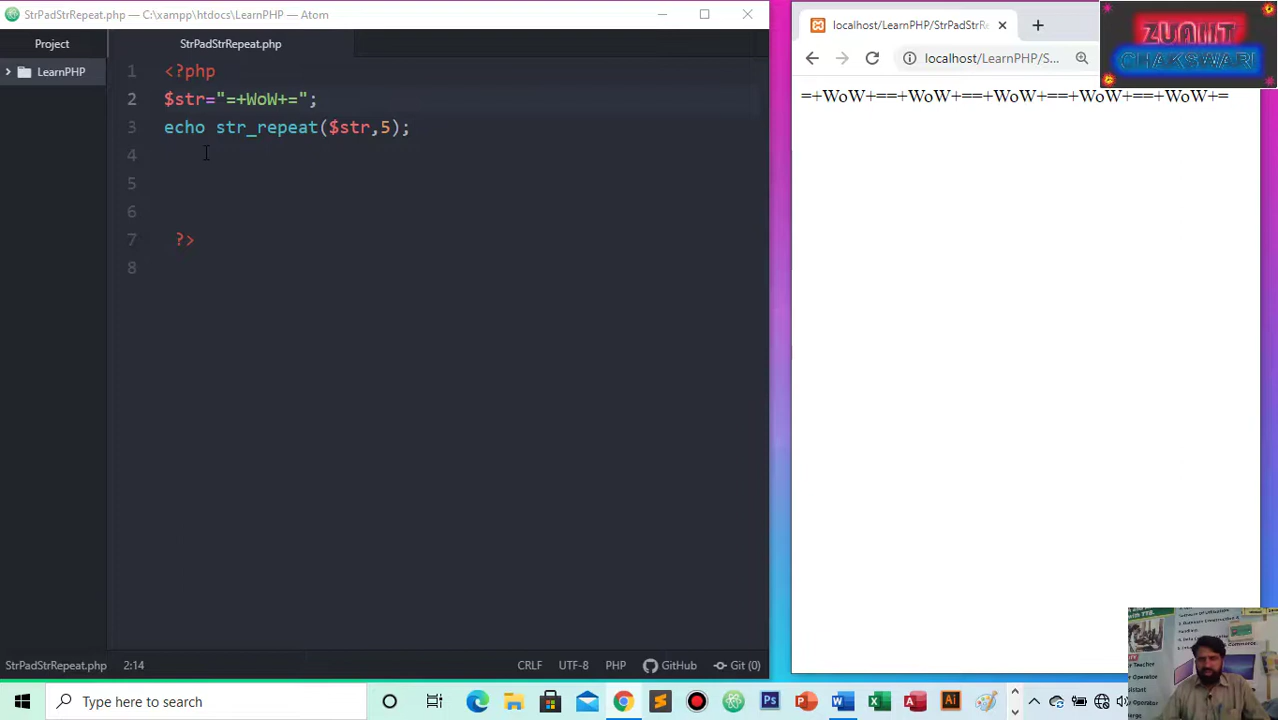 StrPadStrRepeat.php — C:\xampp\htdocs\LearnPHP — Atom
Project
StrPadStrRepeat.php
LearnPHP
1 <?php
2 $str="=+WoW+=";
3 echo str_repeat($str,5);
4
5
6
7 ?>
8
StrPadStrRepeat.php 2:14 CRLF UTF-8 PHP GitHub Git (0)
localhost/LearnPHP/StrPadStrRe
localhost/LearnPHP/S...
=+WoW+==+WoW+==+WoW+==+WoW+==+WoW+=
ZUNIIT
CHAKSWARI
Type here to search